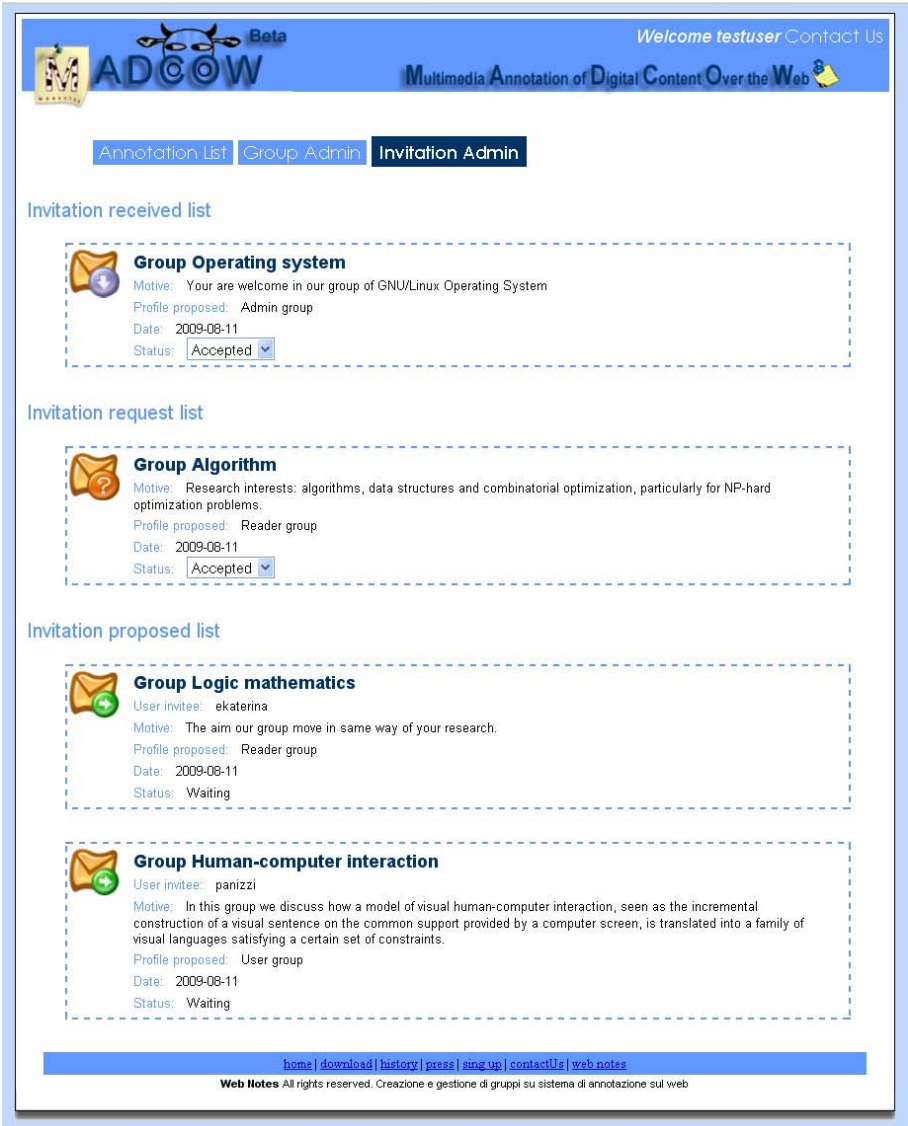 Beta
MADCOW
Welcome testuser Contact Us
Multimedia Annotation of Digital Content Over the Web
Annotation List Group Admin Invitation Admin
Invitation received list
Group Operating system
Motive: Your are welcome in our group of GNU/Linux Operating System
Profile proposed: Admin group
Date: 2009-08-11
Status: Accepted
Invitation request list
Group Algorithm
Motive: Research interests: algorithms, data structures and combinatorial optimization, particularly for NP-hard
optimization problems.
Profile proposed: Reader group
Date: 2009-08-11
Status: Accepted
Invitation proposed list
Group Logic mathematics
User invitee: ekaterina
Motive: The aim our group move in same way of your research.
Profile proposed: Reader group
Date: 2009-08-11
Status: Waiting
Group Human-computer interaction
User invitee: panizzi
Motive: In this group we discuss how a model of visual human-computer interaction, seen as the incremental
construction of a visual sentence on the common support provided by a computer screen, is translated into a family of
visual languages satisfying a certain set of constraints.
Profile proposed: User group
Date: 2009-08-11
Status: Waiting
home | download | history | press | sing up | contactUs | web notes
Web Notes All rights reserved. Creazione e gestione di gruppi su sistema di annotazione sul web